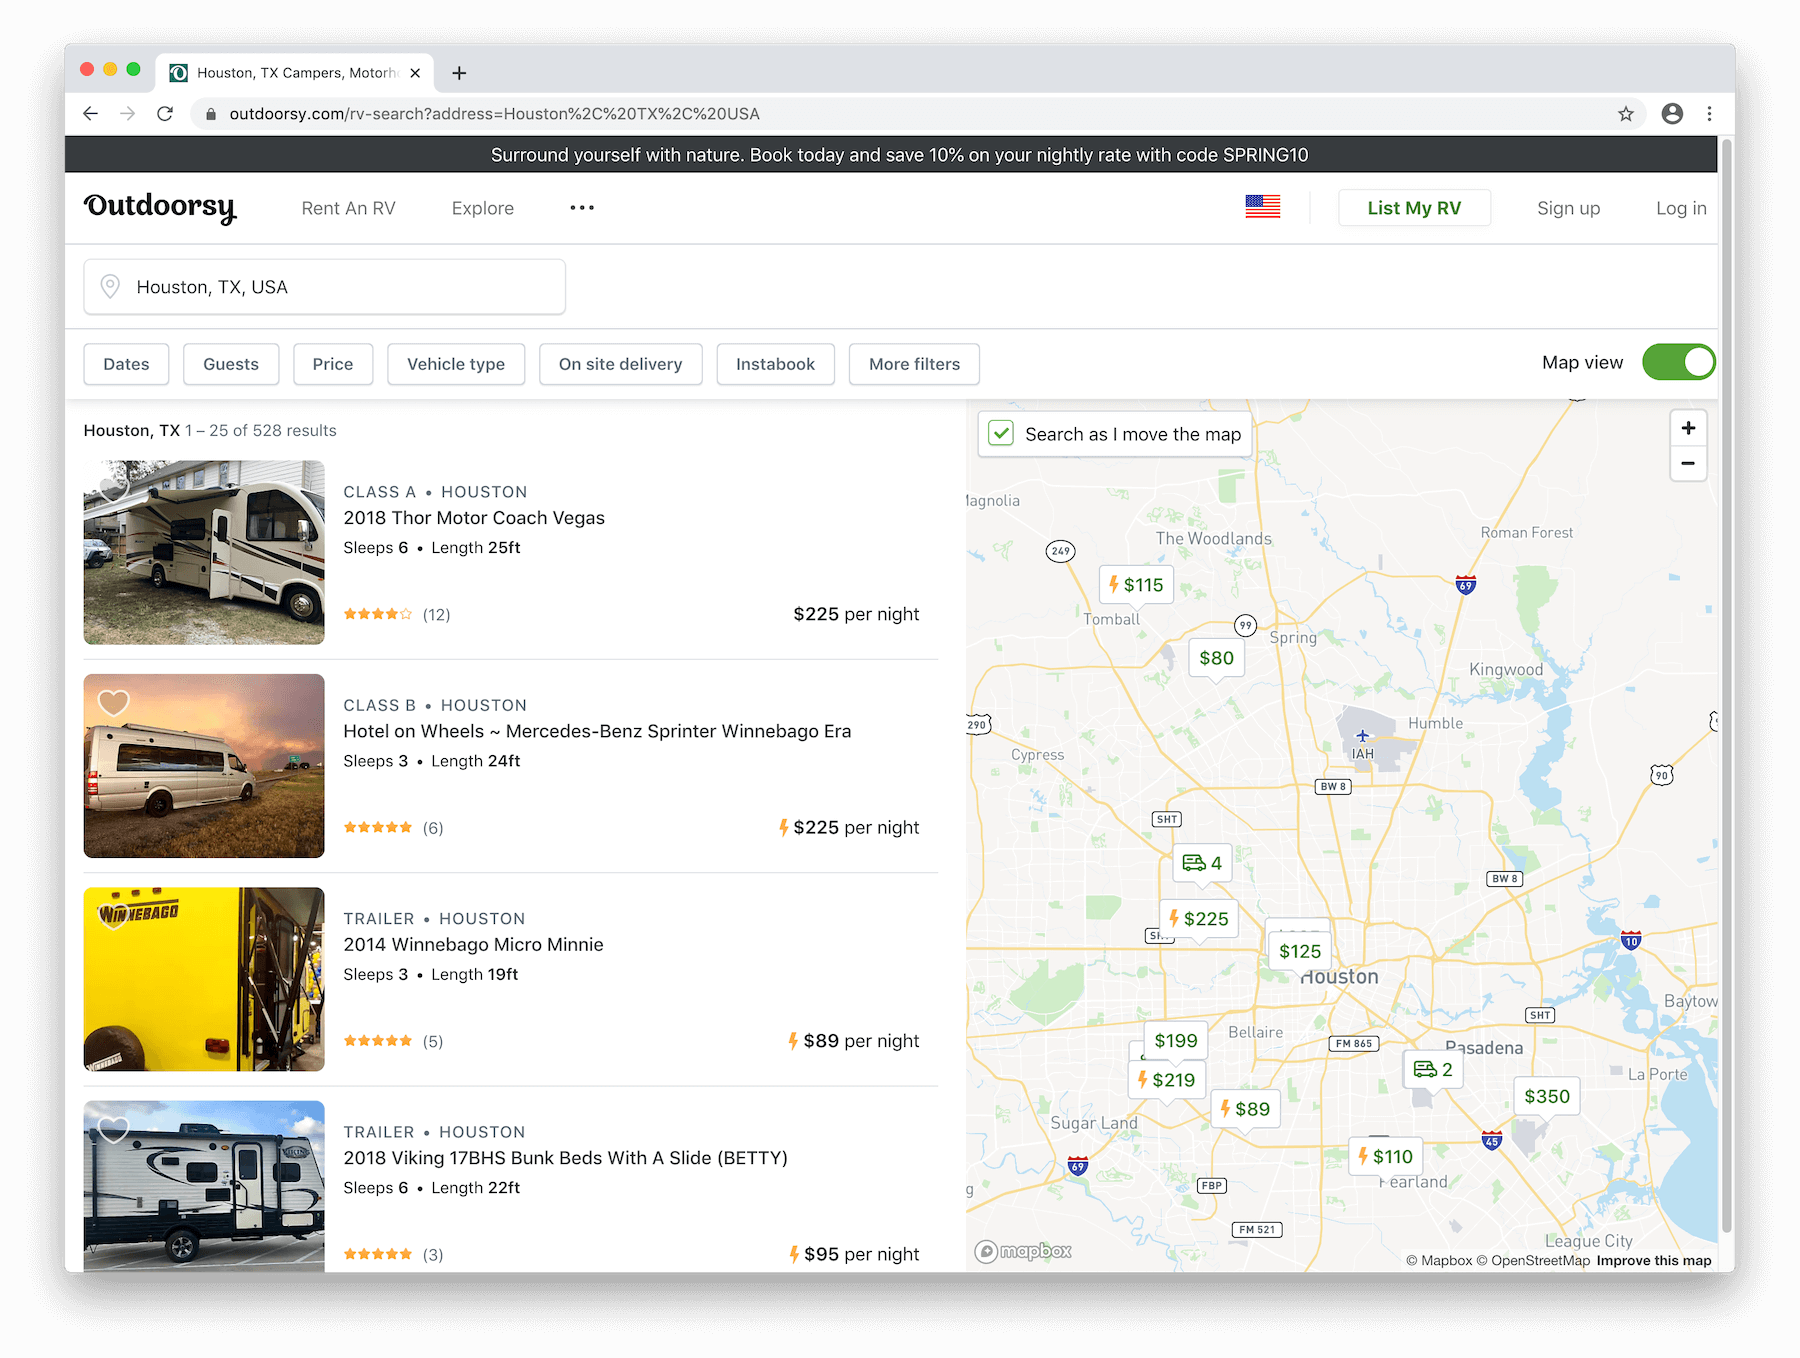 Houston, TX Campers, Motorh
outdoorsy.com/rv-search?address=Houston%2C%20TX%2C%20USA
Surround yourself with nature. Book today and save 10% on your nightly rate with code SPRING10
Outdoorsy
Rent An RV
Explore
List My RV
Sign up
Log in
Houston, TX, USA
Dates
Guests
Price
Vehicle type
On site delivery
Instabook
More filters
Map view
Houston, TX 1 – 25 of 528 results
CLASS A • HOUSTON
2018 Thor Motor Coach Vegas
Sleeps 6 • Length 25ft
(12)
$225 per night
CLASS B • HOUSTON
Hotel on Wheels ~ Mercedes-Benz Sprinter Winnebago Era
Sleeps 3 • Length 24ft
(6)
$225 per night
WINNEBAGO
TRAILER • HOUSTON
2014 Winnebago Micro Minnie
Sleeps 3 • Length 19ft
(5)
$89 per night
VIKING
TRAILER • HOUSTON
2018 Viking 17BHS Bunk Beds With A Slide (BETTY)
Sleeps 6 • Length 22ft
(3)
$95 per night
Search as I move the map
+
−
Magnolia
The Woodlands
Roman Forest
249
69
$115
Tomball
99
Spring
$80
Kingwood
290
Humble
IAH
Cypress
90
BW 8
SHT
4
BW 8
$225
$125
10
Houston
Baytow
SHT
Bellaire
$199
FM 865
Pasadena
2
La Porte
$219
$350
$89
Sugar Land
45
$110
69
Pearland
FBP
FM 521
League City
mapbox
© Mapbox © OpenStreetMap Improve this map